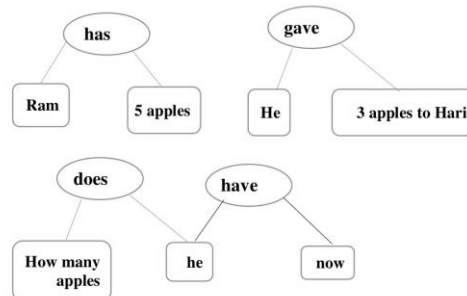 has
gave
Ram
5 apples
He
3 apples to Hari
does
have
How many
apples
he
now